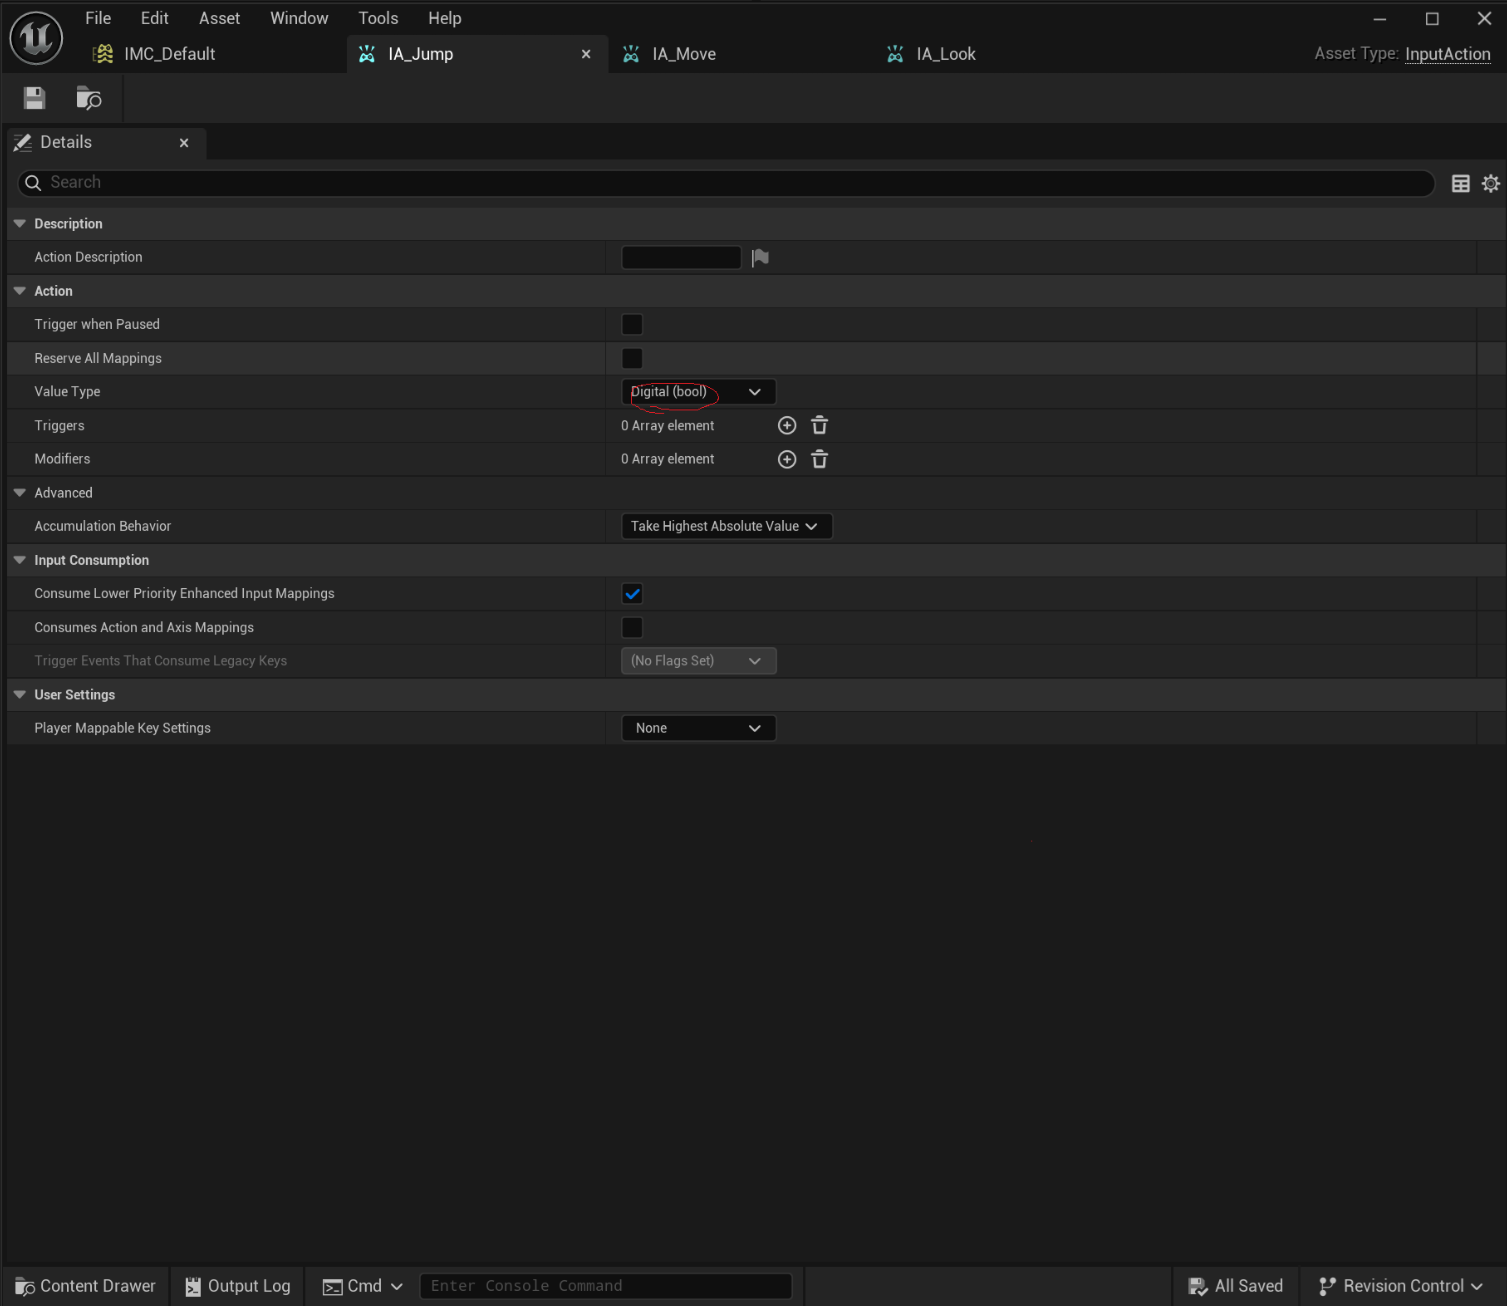 File Edit Asset Window Tools Help
IMC_Default IA_Jump IA_Move IA_Look Asset Type: InputAction
Details
Search
Description
Action Description
Action
Trigger when Paused
Reserve All Mappings
Value Type Digital (bool)
Triggers 0 Array element
Modifiers 0 Array element
Advanced
Accumulation Behavior Take Highest Absolute Value
Input Consumption
Consume Lower Priority Enhanced Input Mappings
Consumes Action and Axis Mappings
Trigger Events That Consume Legacy Keys (No Flags Set)
User Settings
Player Mappable Key Settings None
Content Drawer Output Log Cmd Enter Console Command All Saved Revision Control